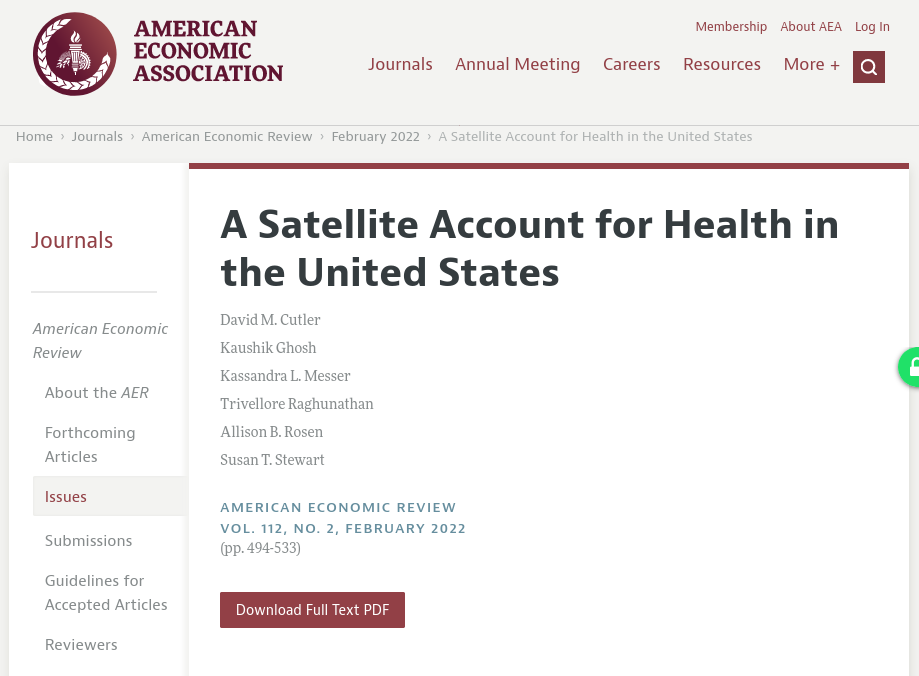 AMERICAN
ECONOMIC
ASSOCIATION
Membership About AEA Log In
Journals Annual Meeting Careers Resources More +
Home › Journals › American Economic Review › February 2022 › A Satellite Account for Health in the United States
Journals
American Economic
Review
About the AER
Forthcoming
Articles
Issues
Submissions
Guidelines for
Accepted Articles
Reviewers
A Satellite Account for Health in
the United States
David M. Cutler
Kaushik Ghosh
Kassandra L. Messer
Trivellore Raghunathan
Allison B. Rosen
Susan T. Stewart
AMERICAN ECONOMIC REVIEW
VOL. 112, NO. 2, FEBRUARY 2022
(pp. 494-533)
Download Full Text PDF